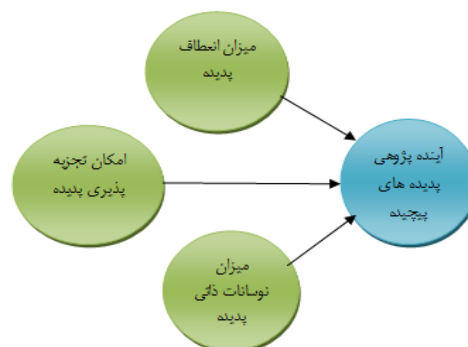 میزان انعطاف
پدیده
امکان تجزیه
پذیری پدیده
میزان
نوسانات ذاتی
پدیده
آینده پژوهی
پدیده های
پیچیده